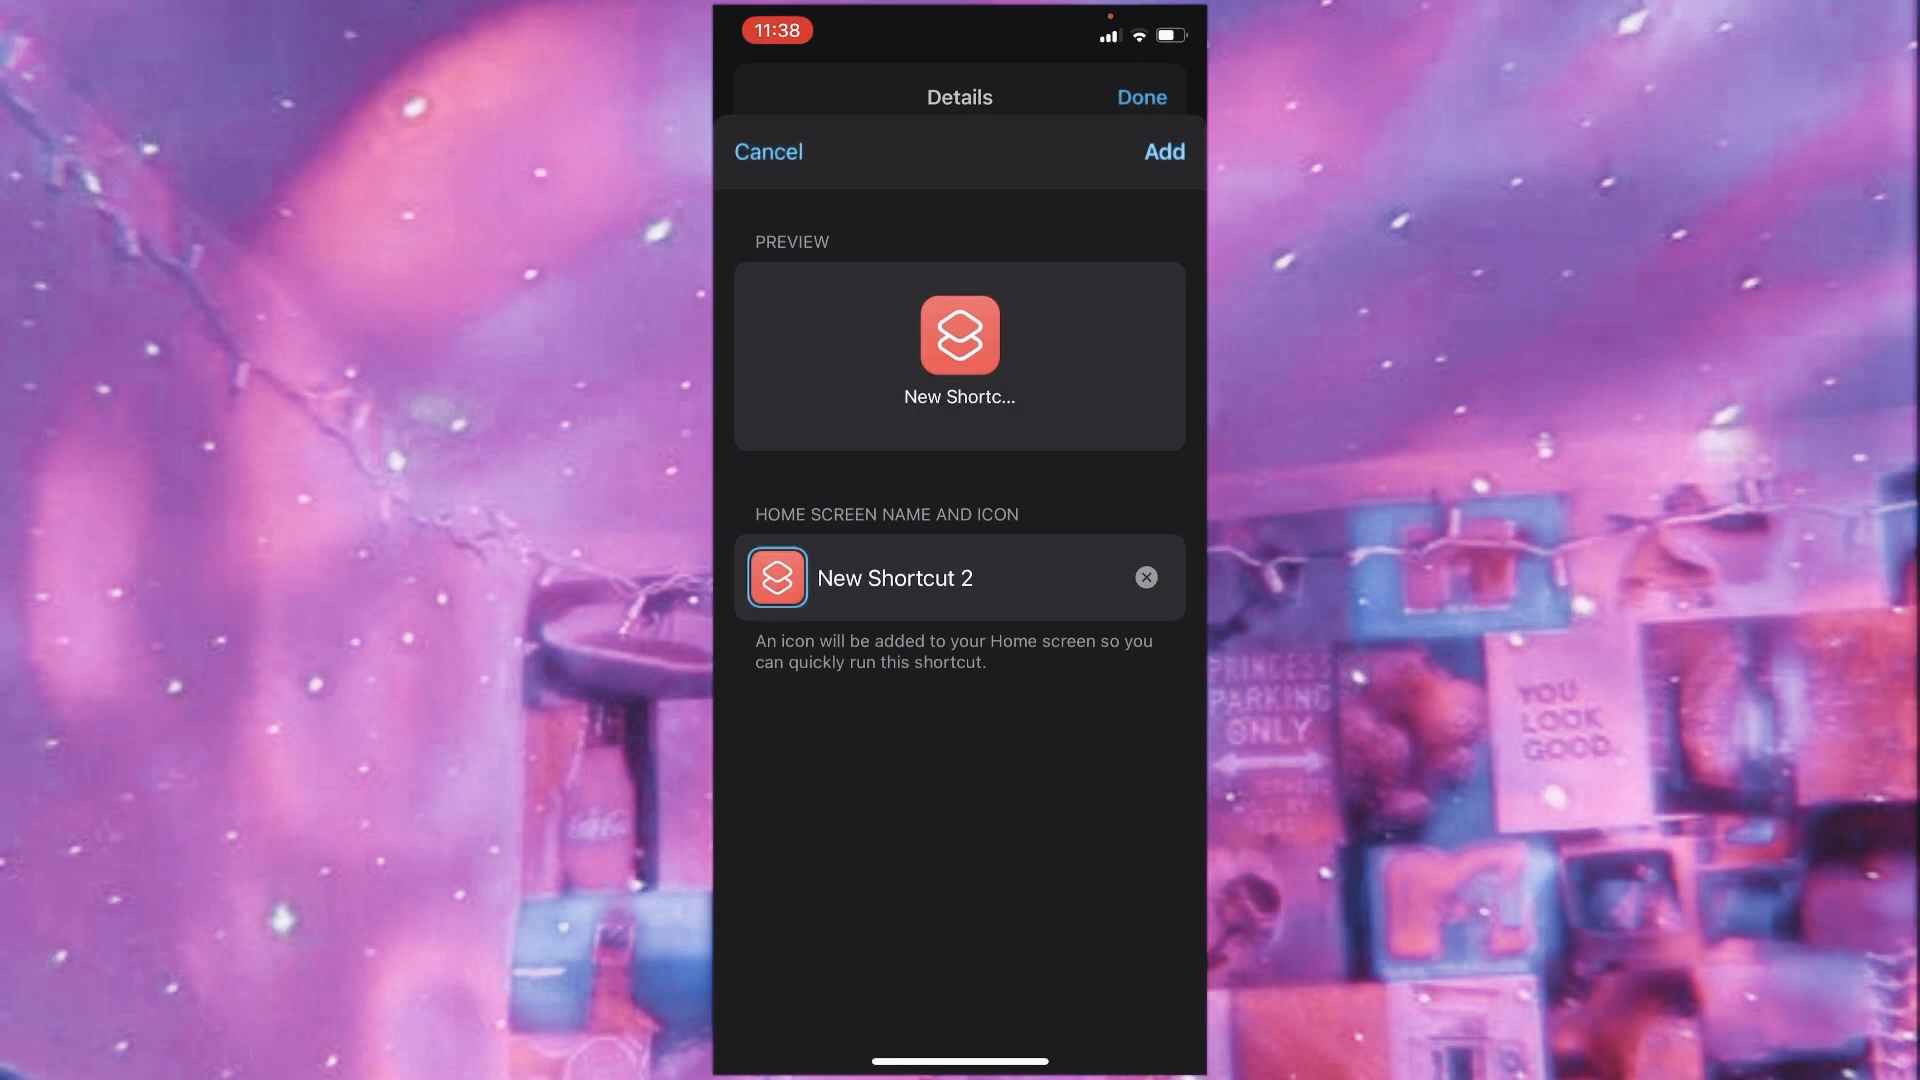 11:38
Details
Done
Cancel
Add
PREVIEW
New Shortc...
HOME SCREEN NAME AND ICON
New Shortcut 2
An icon will be added to your Home screen so you
can quickly run this shortcut.
PRINCESS
PARKING
ONLY
YOU
LOOK
GOOD